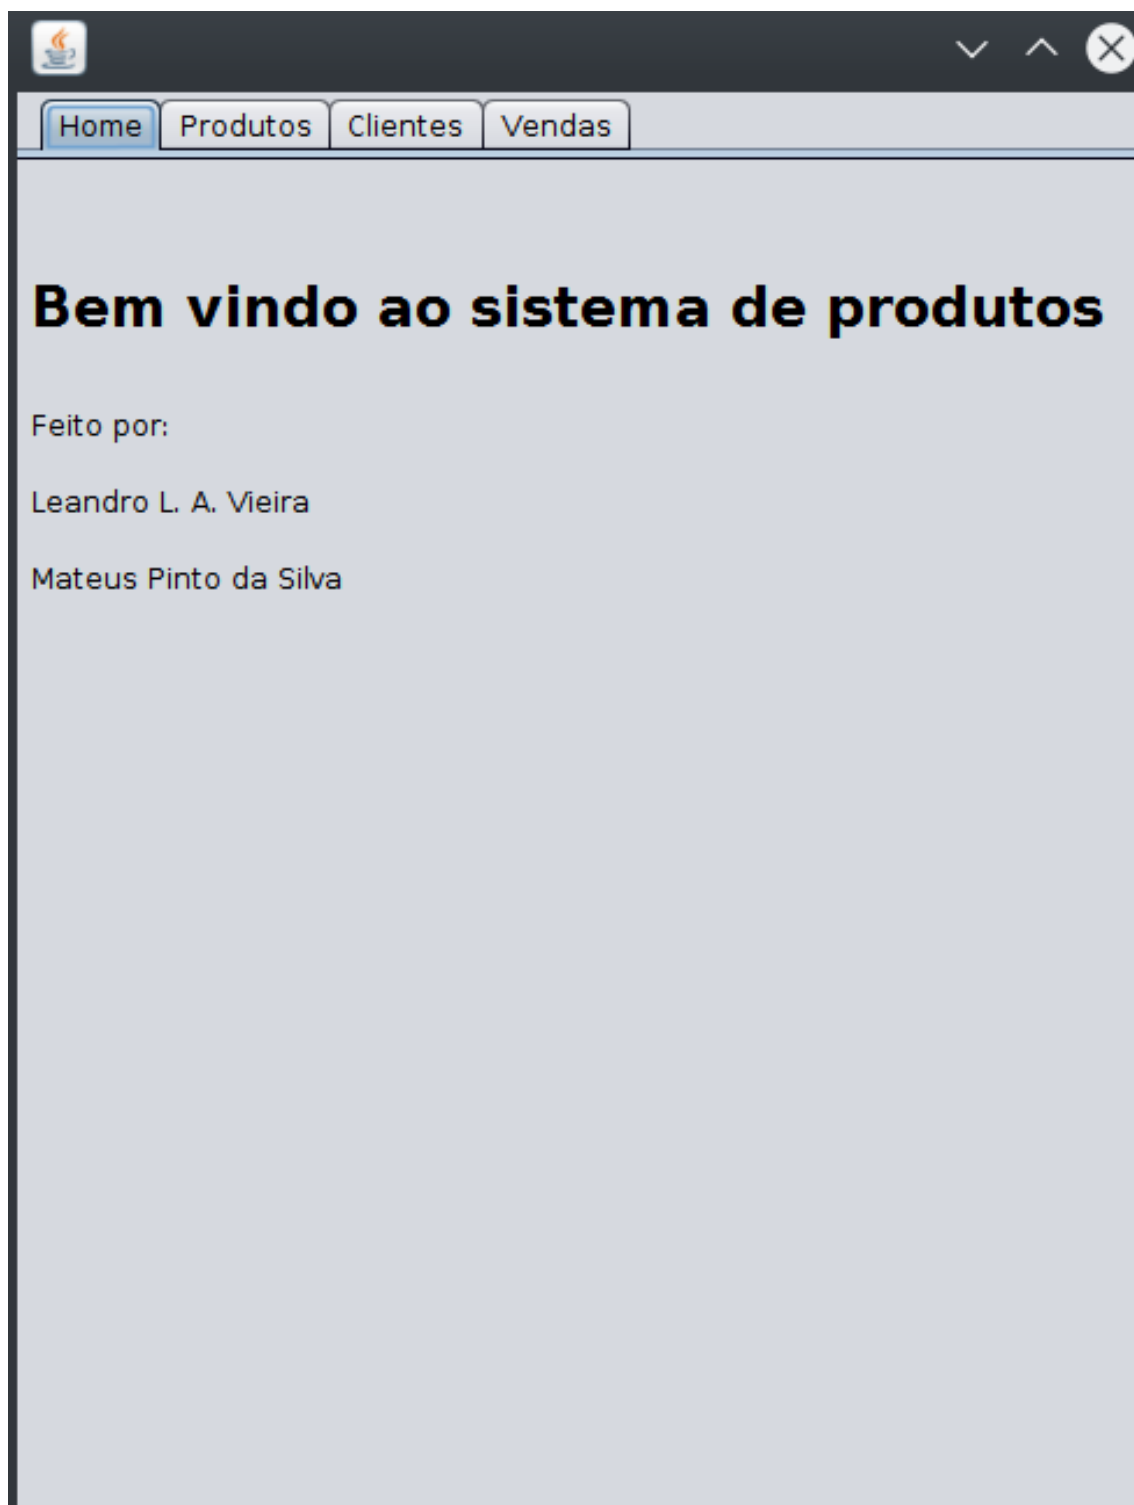 Home Produtos Clientes Vendas
Bem vindo ao sistema de produtos
Feito por:
Leandro L. A. Vieira
Mateus Pinto da Silva